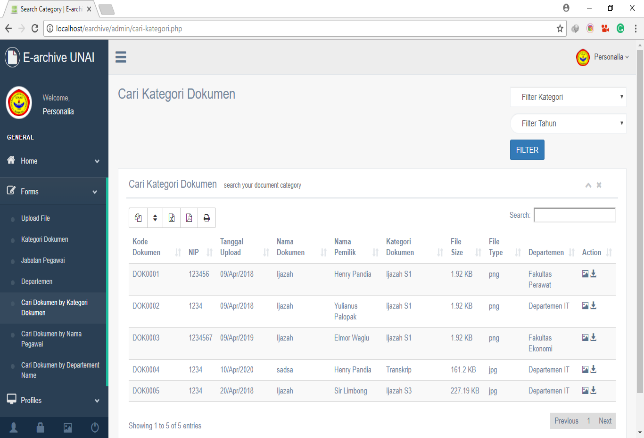 Search Category | E-arch
localhost/earchive/admin/cari-kategori.php
E-archive UNAI
Personalia
Welcome,
Personalia
GENERAL
Home
Forms
Upload File
Kategori Dokumen
Jabatan Pegawai
Departemen
Cari Dokumen by Kategori
Dokumen
Cari Dokumen by Nama
Pegawai
Cari Dokumen by Departement
Name
Profiles
Cari Kategori Dokumen
Filter Kategori
Filter Tahun
FILTER
Cari Kategori Dokumen search your document category
Search:
Kode Dokumen NIP Tanggal Upload Nama Dokumen Nama Pemilik Kategori Dokumen File Size File Type Departemen Action
DOK0001 123456 09/Apr/2018 Ijazah Henry Pandia Ijazah S1 1.92 KB png Fakultas Perawat
DOK0002 1234 09/Apr/2018 Ijazah Yulianus Palopak Ijazah S1 1.92 KB png Departemen IT
DOK0003 1234567 09/Apr/2019 Ijazah Elmor Wagiu Ijazah S1 1.92 KB png Fakultas Ekonomi
DOK0004 1234 10/Apr/2020 sadsa Henry Pandia Transkrip 161.2 KB jpg Departemen IT
DOK0005 1234 20/Apr/2018 Ijazah Sir Limbong Ijazah S3 227.19 KB jpg Departemen IT
Showing 1 to 5 of 5 entries
Previous 1 Next